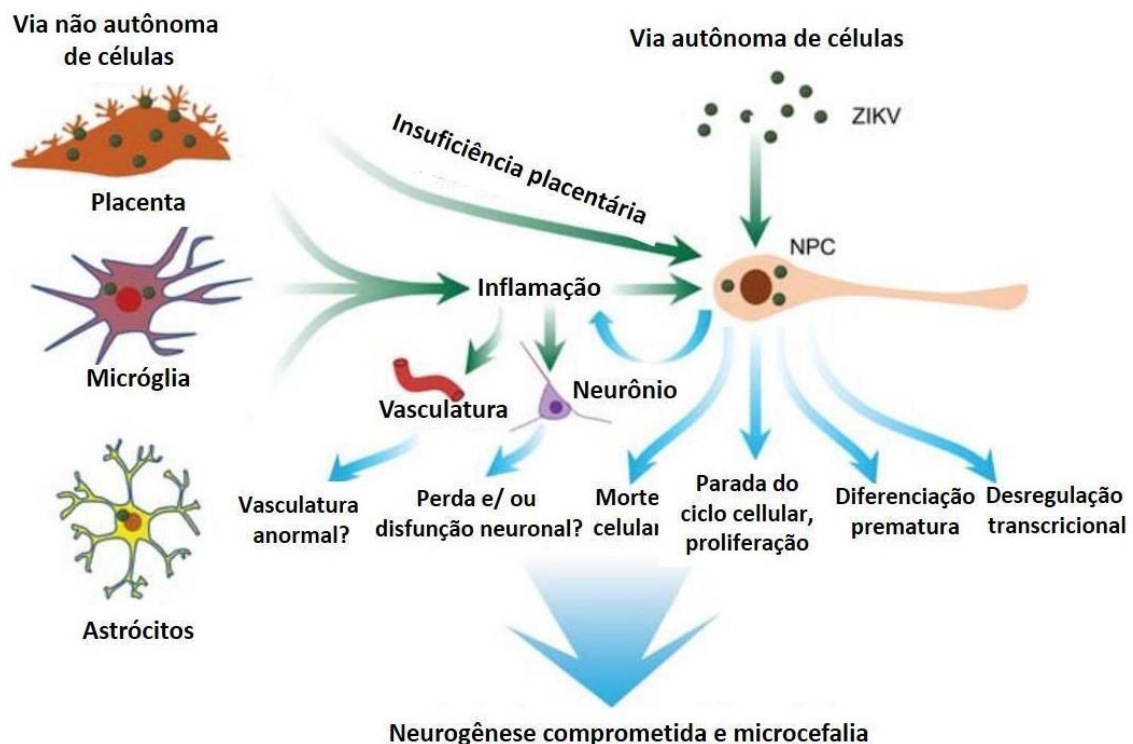 Via não autônoma
de células
Via autônoma de células
ZIKV
Insuficiência placentária
Placenta
NPC
Inflamação
Micróglia
Vasculatura
Neurônio
Vasculatura
anormal?
Perda e/ ou
disfunção neuronal?
Morte
celular
Parada do
ciclo cellular,
proliferação
Diferenciação
prematura
Desregulação
transcricional
Astrócitos
Neurogênese comprometida e microcefalia